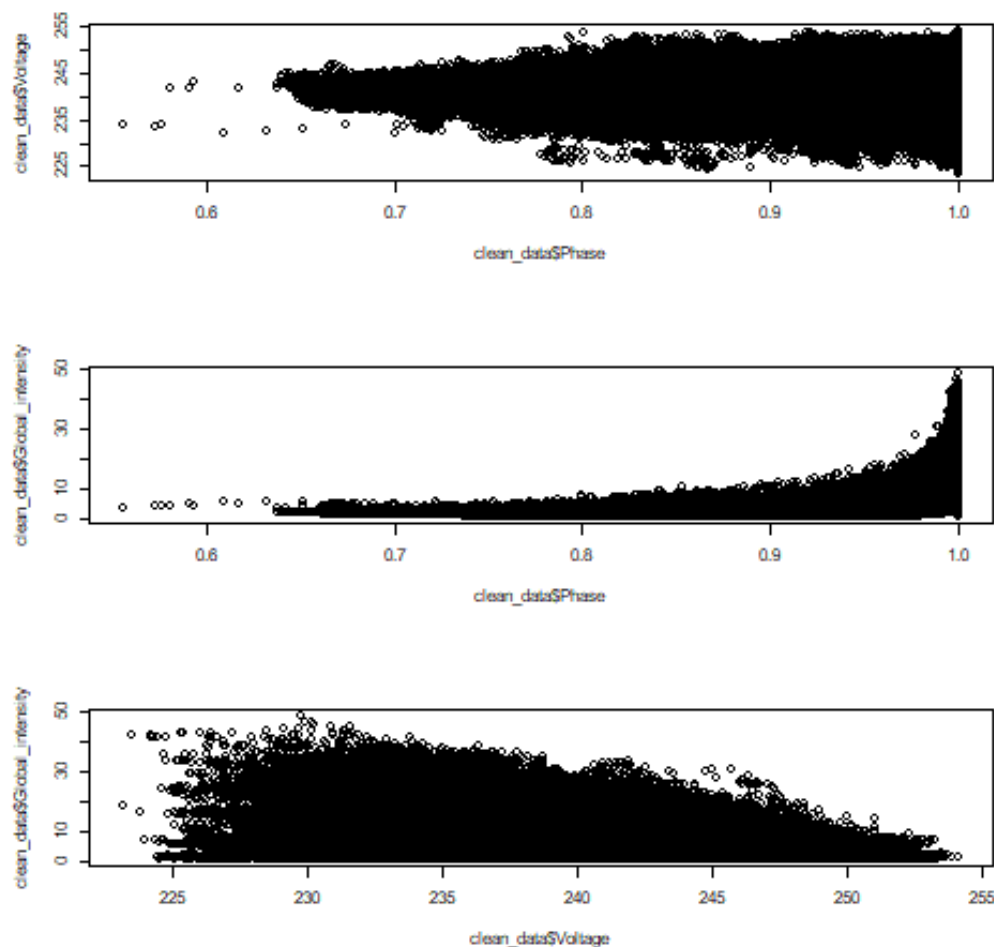 clean_data$Voltage
255
245
235
225
0.6 0.7 0.8 0.9 1.0
clean_data$Phase
clean_data$Global_intensity
50
30
10
0
0.6 0.7 0.8 0.9 1.0
clean_data$Phase
clean_data$Global_intensity
50
30
10
0
225 230 235 240 245 250 255
clean_data$Voltage